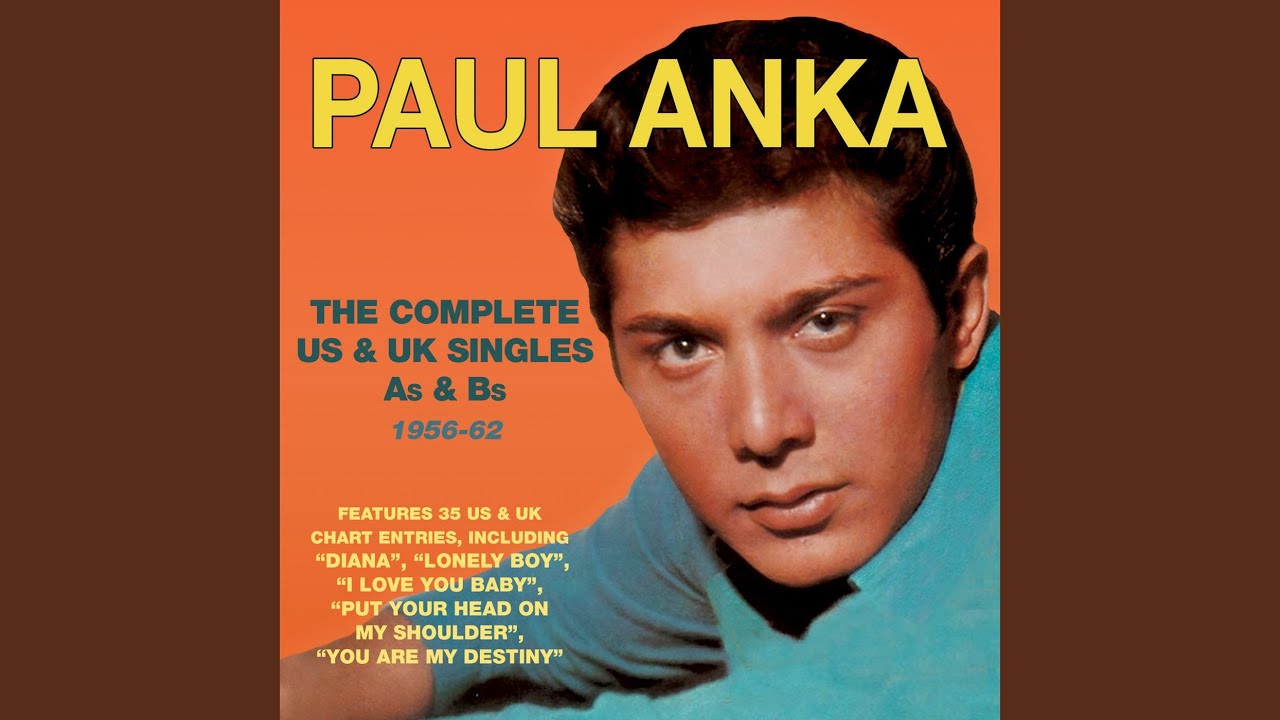 PAUL ANKA
THE COMPLETE
US & UK SINGLES
As & Bs
1956-62
FEATURES 35 US & UK
CHART ENTRIES, INCLUDING
“DIANA”, “LONELY BOY”,
“I LOVE YOU BABY”,
“PUT YOUR HEAD ON
MY SHOULDER”,
“YOU ARE MY DESTINY”